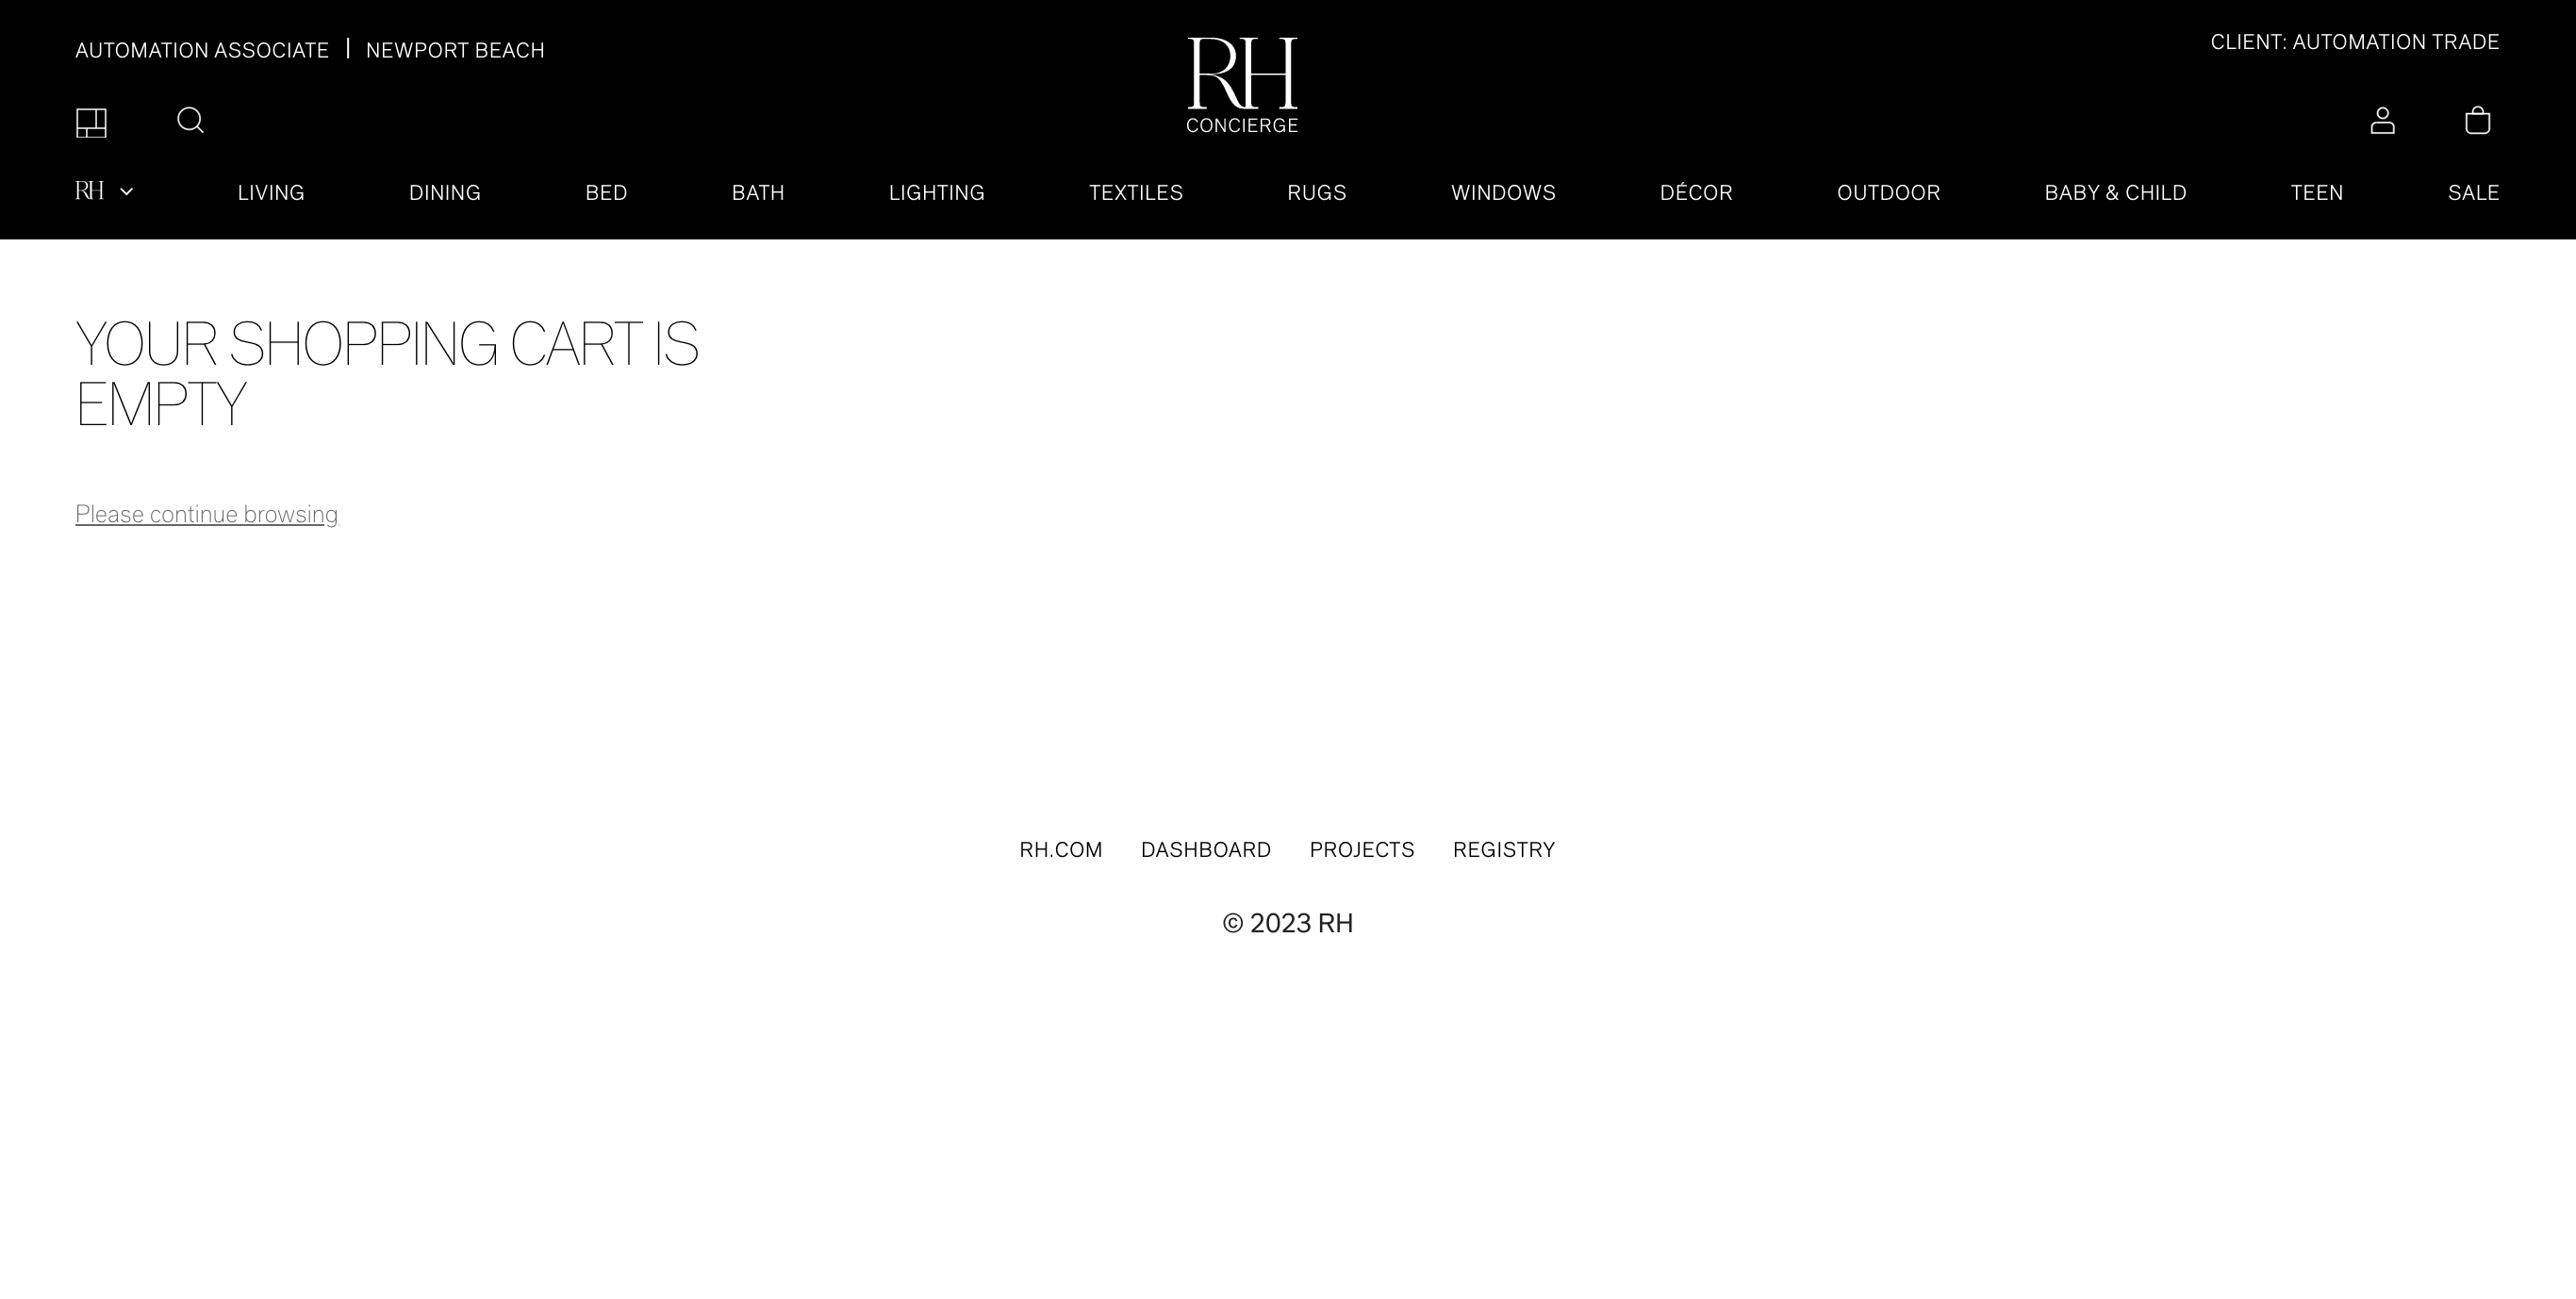 AUTOMATION ASSOCIATE | NEWPORT BEACH
RH
CONCIERGE
CLIENT: AUTOMATION TRADE
RH LIVING DINING BED BATH LIGHTING TEXTILES RUGS WINDOWS DÉCOR OUTDOOR BABY & CHILD TEEN SALE
YOUR SHOPPING CART IS
EMPTY
Please continue browsing
RH.COM DASHBOARD PROJECTS REGISTRY
© 2023 RH